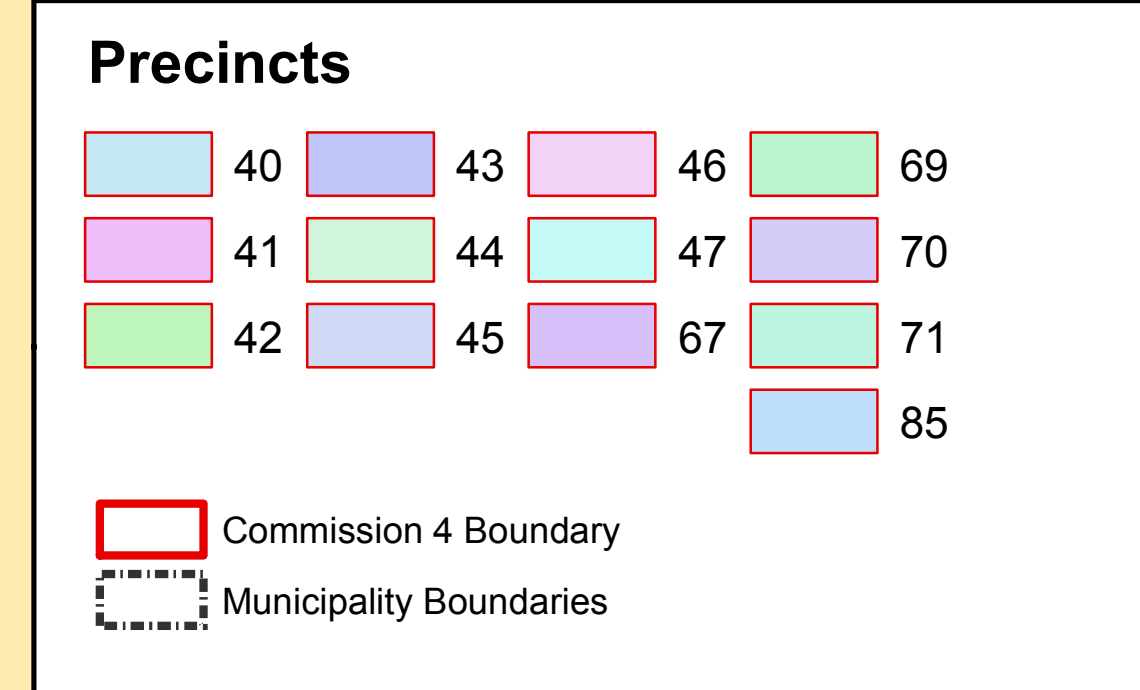 Precincts
40 43 46 69
41 44 47 70
42 45 67 71
85
Commission 4 Boundary
Municipality Boundaries